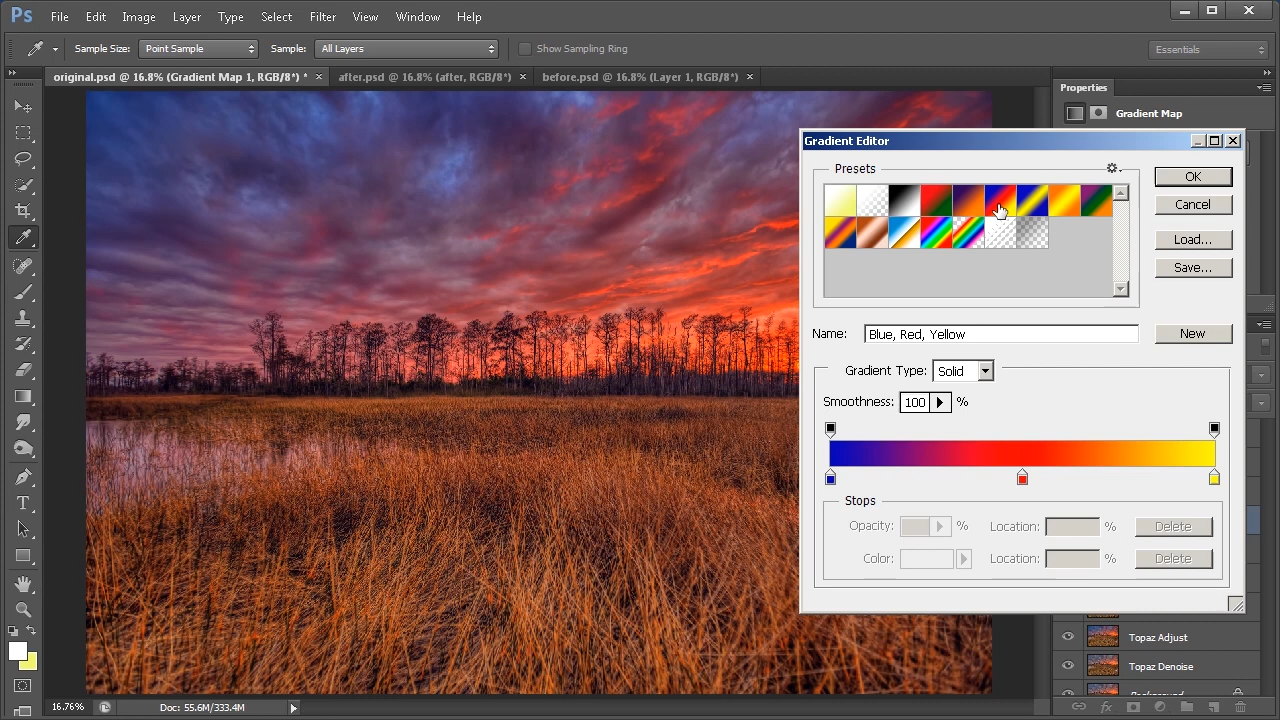 Ps File Edit Image Layer Type Select Filter View Window Help
Sample Size: Point Sample Sample: All Layers Show Sampling Ring Essentials
original.psd @ 16.8% (Gradient Map 1, RGB/8*) * × after.psd @ 16.8% (after, RGB/8*) × before.psd @ 16.8% (Layer 1, RGB/8*) ×
Properties
Gradient Map
Gradient Editor
Presets
OK
Cancel
Load...
Save...
Name: Blue, Red, Yellow
New
Gradient Type: Solid
Smoothness: 100 %
Stops
Opacity: % Location: % Delete
Color: Location: % Delete
Topaz Adjust
Topaz Denoise
Background
16.76% Doc: 55.6M/333.4M
fx